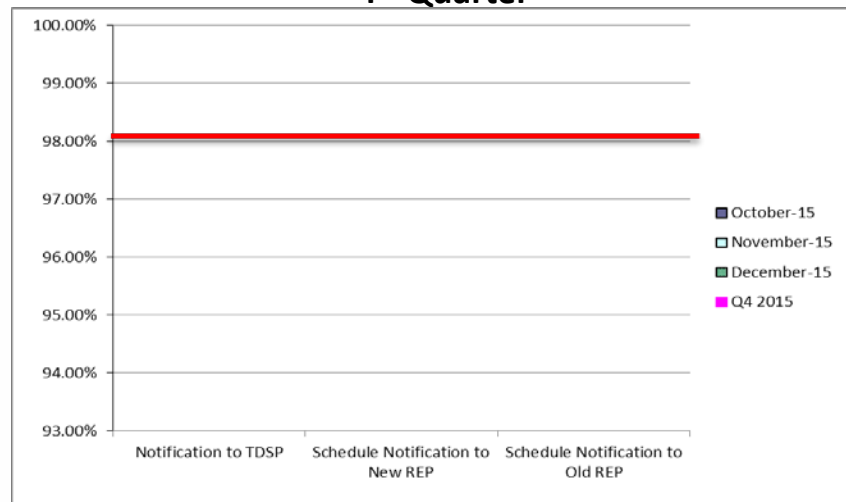 Quarter
100.00%
99.00%
98.00%
97.00%
96.00%
95.00%
94.00%
93.00%
October-15
November-15
December-15
Q4 2015
Notification to TDSP
Schedule Notification to
New REP
Schedule Notification to
Old REP